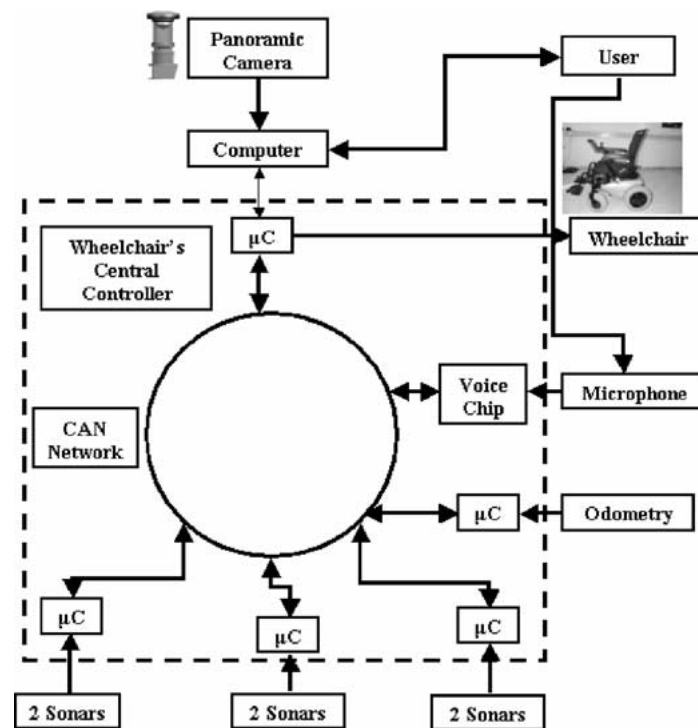 Panoramic
Camera
User
Computer
Wheelchair's
Central
Controller
µC
Wheelchair
CAN
Network
Voice
Chip
Microphone
µC
Odometry
µC
µC
µC
2 Sonars
2 Sonars
2 Sonars